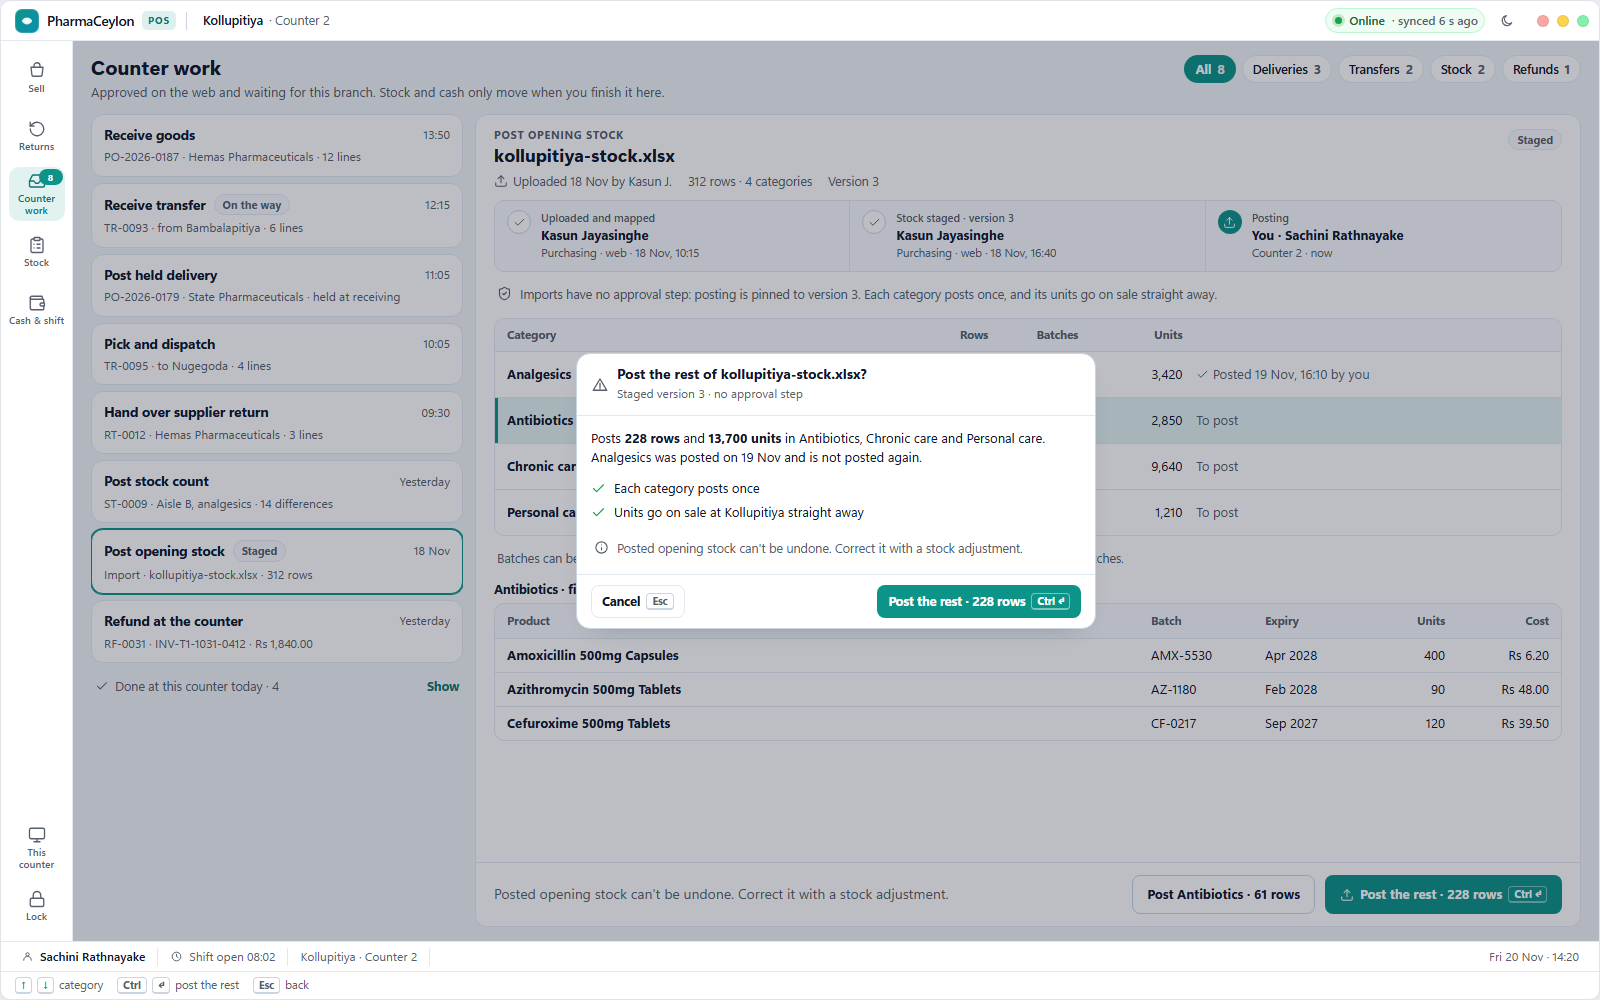 PharmaCeylon POS Kollupitiya · Counter 2
Online · synced 6 s ago
Sell
Returns
8
Counter work
Stock
Cash & shift
This counter
Lock
Counter work
Approved on the web and waiting for this branch. Stock and cash only move when you finish it here.
All 8 Deliveries 3 Transfers 2 Stock 2 Refunds 1
Receive goods 13:50
PO-2026-0187 · Hemas Pharmaceuticals · 12 lines
Receive transfer On the way 12:15
TR-0093 · from Bambalapitiya · 6 lines
Post held delivery 11:05
PO-2026-0179 · State Pharmaceuticals · held at receiving
Pick and dispatch 10:05
TR-0095 · to Nugegoda · 4 lines
Hand over supplier return 09:30
RT-0012 · Hemas Pharmaceuticals · 3 lines
Post stock count Yesterday
ST-0009 · Aisle B, analgesics · 14 differences
Post opening stock Staged 18 Nov
Import · kollupitiya-stock.xlsx · 312 rows
Refund at the counter Yesterday
RF-0031 · INV-T1-1031-0412 · Rs 1,840.00
Done at this counter today · 4 Show
POST OPENING STOCK
kollupitiya-stock.xlsx
Staged
Uploaded 18 Nov by Kasun J. 312 rows · 4 categories Version 3
Uploaded and mapped
Kasun Jayasinghe
Purchasing · web · 18 Nov, 10:15
Stock staged · version 3
Kasun Jayasinghe
Purchasing · web · 18 Nov, 16:40
Posting
You · Sachini Rathnayake
Counter 2 · now
Imports have no approval step: posting is pinned to version 3. Each category posts once, and its units go on sale straight away.
Category Rows Batches Units
Analgesics 3,420 Posted 19 Nov, 16:10 by you
Antibiotics 2,850 To post
Chronic car 9,640 To post
Personal ca 1,210 To post
Batches can be ches.
Antibiotics · fi
Product Batch Expiry Units Cost
Amoxicillin 500mg Capsules AMX-5530 Apr 2028 400 Rs 6.20
Azithromycin 500mg Tablets AZ-1180 Feb 2028 90 Rs 48.00
Cefuroxime 500mg Tablets CF-0217 Sep 2027 120 Rs 39.50
Posted opening stock can't be undone. Correct it with a stock adjustment.
Post Antibiotics · 61 rows
Post the rest · 228 rows Ctrl ↵
Post the rest of kollupitiya-stock.xlsx?
Staged version 3 · no approval step
Posts 228 rows and 13,700 units in Antibiotics, Chronic care and Personal care.
Analgesics was posted on 19 Nov and is not posted again.
Each category posts once
Units go on sale at Kollupitiya straight away
Posted opening stock can't be undone. Correct it with a stock adjustment.
Cancel Esc
Post the rest · 228 rows Ctrl ↵
Sachini Rathnayake Shift open 08:02 Kollupitiya · Counter 2 Fri 20 Nov · 14:20
↑ ↓ category Ctrl ↵ post the rest Esc back